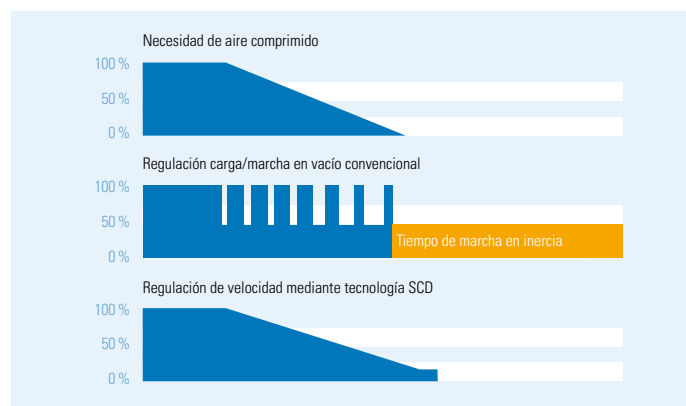 Necesidad de aire comprimido
100 %
50 %
0 %
Regulación carga/marcha en vacío convencional
100 %
50 %
Tiempo de marcha en inercia
0 %
Regulación de velocidad mediante tecnología SCD
100 %
50 %
0 %